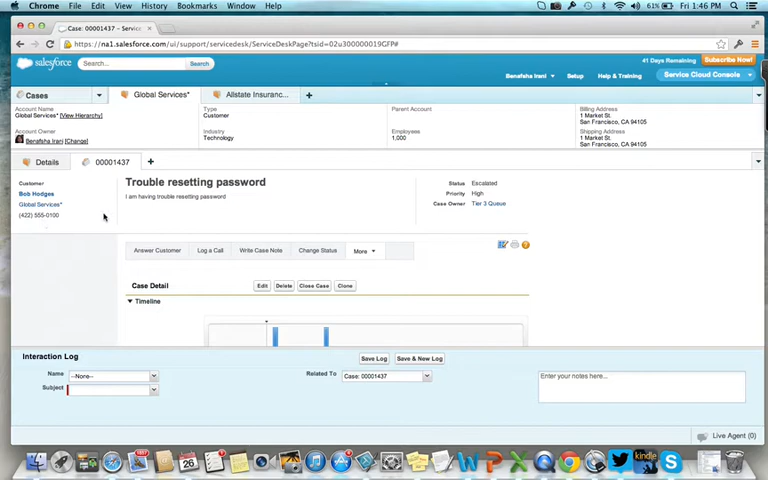 Chrome File Edit View History Bookmarks Window Help
61% Fri 1:46 PM
Case: 00001437 ~ Servic
https://na1.salesforce.com/ui/support/servicedesk/ServiceDeskPage?tsid=02u300000019GFP#
41 Days Remaining Subscribe Now!
salesforce Search... Search
Benafsha Irani Setup Help & Training Service Cloud Console
Cases Global Services* Allstate Insuranc...
Account Name
Global Services* [View Hierarchy]
Type
Customer
Parent Account
Billing Address
1 Market St.
San Francisco, CA 94105
Account Owner
Benafsha Irani [Change]
Industry
Technology
Employees
1,000
Shipping Address
1 Market St.
San Francisco, CA 94105
Details 00001437
Customer
Bob Hodges
Global Services*
(422) 555-0100
Trouble resetting password
I am having trouble resetting password
Status Escalated
Priority High
Case Owner Tier 3 Queue
Answer Customer Log a Call Write Case Note Change Status More
Case Detail Edit Delete Close Case Clone
Timeline
Interaction Log
Save Log Save & New Log
Name --None--
Subject
Related To Case: 00001437
Enter your notes here...
Live Agent (0)
kindle